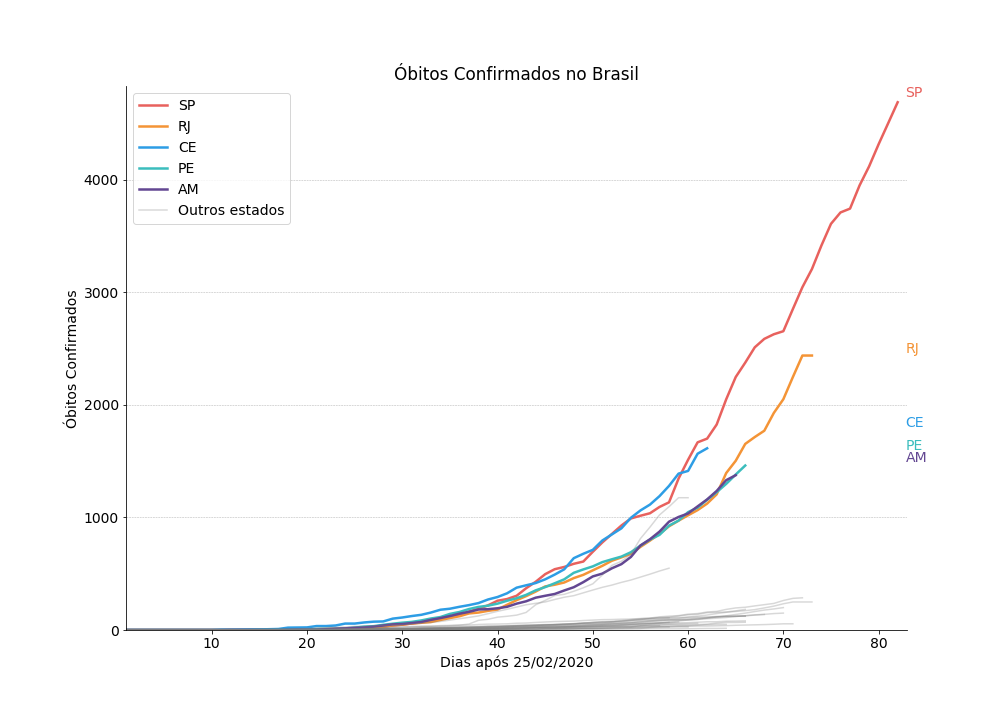 Óbitos Confirmados no Brasil
SP
RJ
CE
PE
AM
Outros estados
SP
RJ
CE
PE
AM
4000
3000
2000
1000
0
Óbitos Confirmados
10 20 30 40 50 60 70 80
Dias após 25/02/2020